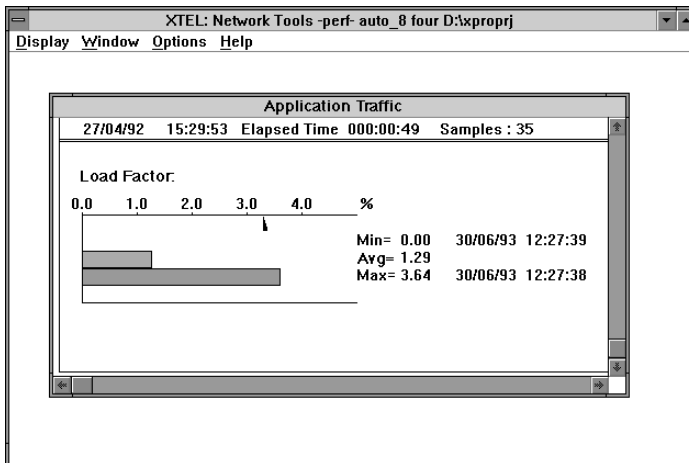 XTEL: Network Tools -perf- auto_8 four D:\xproprj
Display Window Options Help
Application Traffic
27/04/92 15:29:53 Elapsed Time 000:00:49 Samples : 35
Load Factor:
0.0 1.0 2.0 3.0 4.0 %
Min= 0.00 30/06/93 12:27:39
Avg= 1.29
Max= 3.64 30/06/93 12:27:38